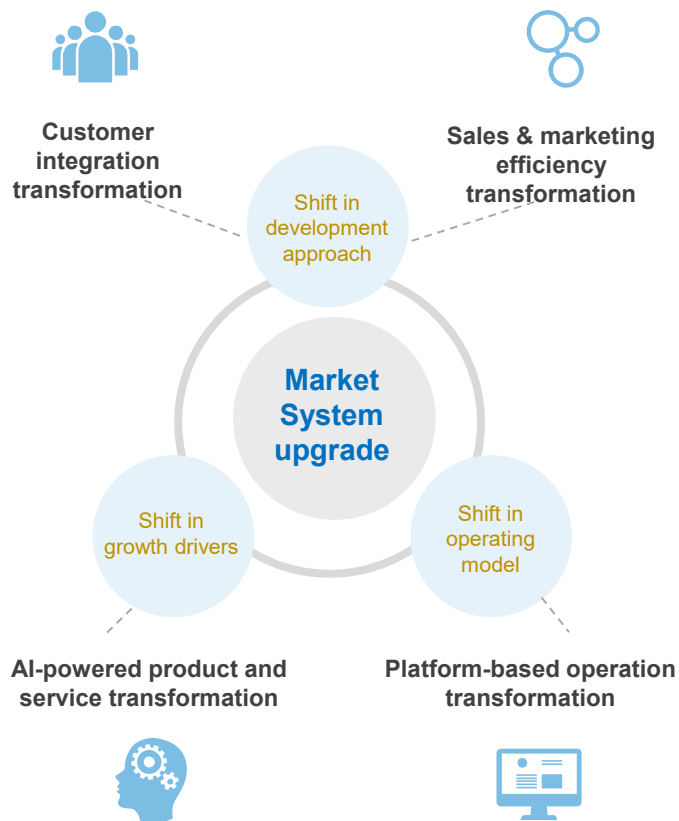 Customer
integration
transformation
Sales & marketing
efficiency
transformation
Shift in
development
approach
Market
System
upgrade
Shift in
growth drivers
Shift in
operating
model
AI-powered product and
service transformation
Platform-based operation
transformation